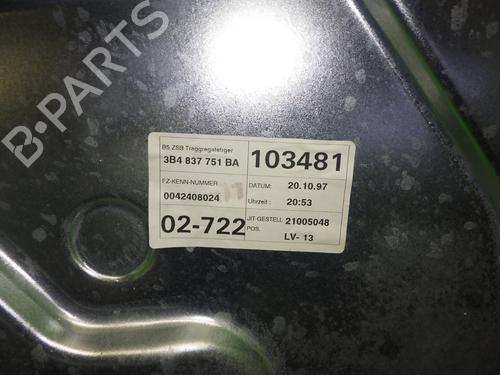 B-PARTS
B5 ZSB Traggregatetrger
3B4 837 751 BA
103481
FZ-KENN-NUMMER
0042408024
DATUM: 20.10.97
Uhrzeit: 20:53
02-722
JIT-GESTELL 21005048
POS. LV- 13